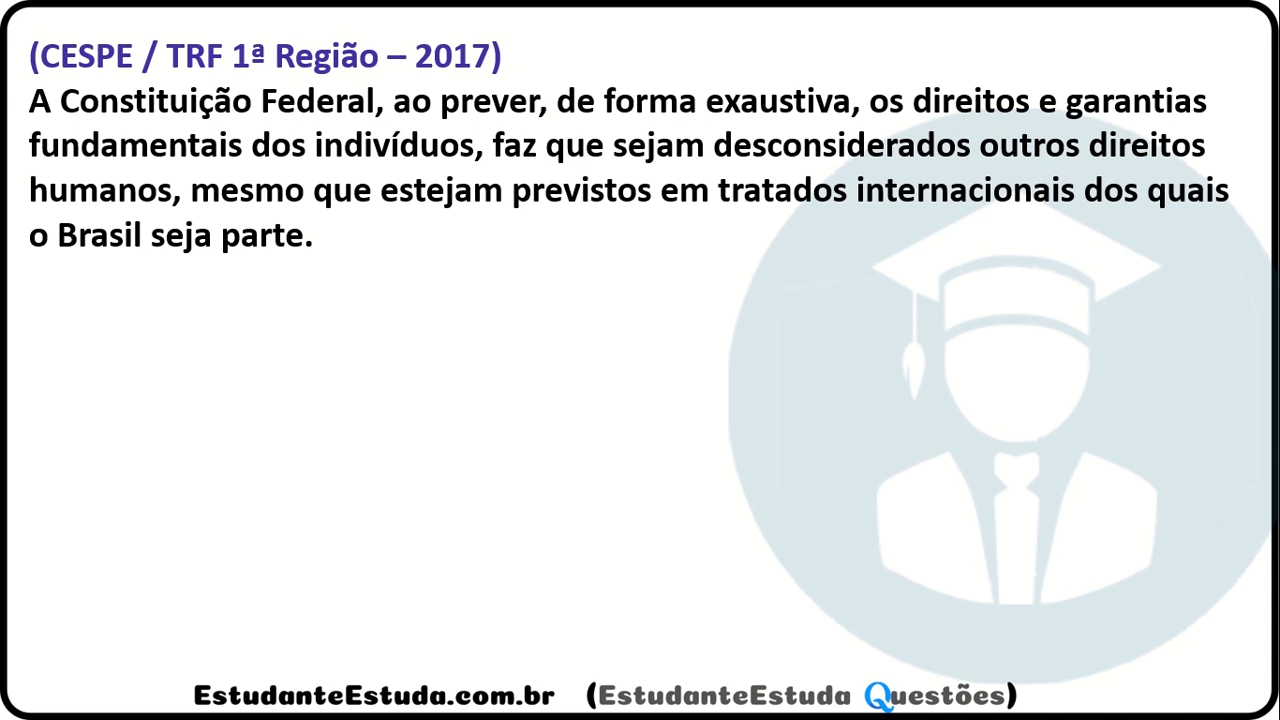 (CESPE / TRF 1ª Região – 2017)
A Constituição Federal, ao prever, de forma exaustiva, os direitos e garantias
fundamentais dos indivíduos, faz que sejam desconsiderados outros direitos
humanos, mesmo que estejam previstos em tratados internacionais dos quais
o Brasil seja parte.
EstudanteEstuda.com.br (EstudanteEstuda Questões)